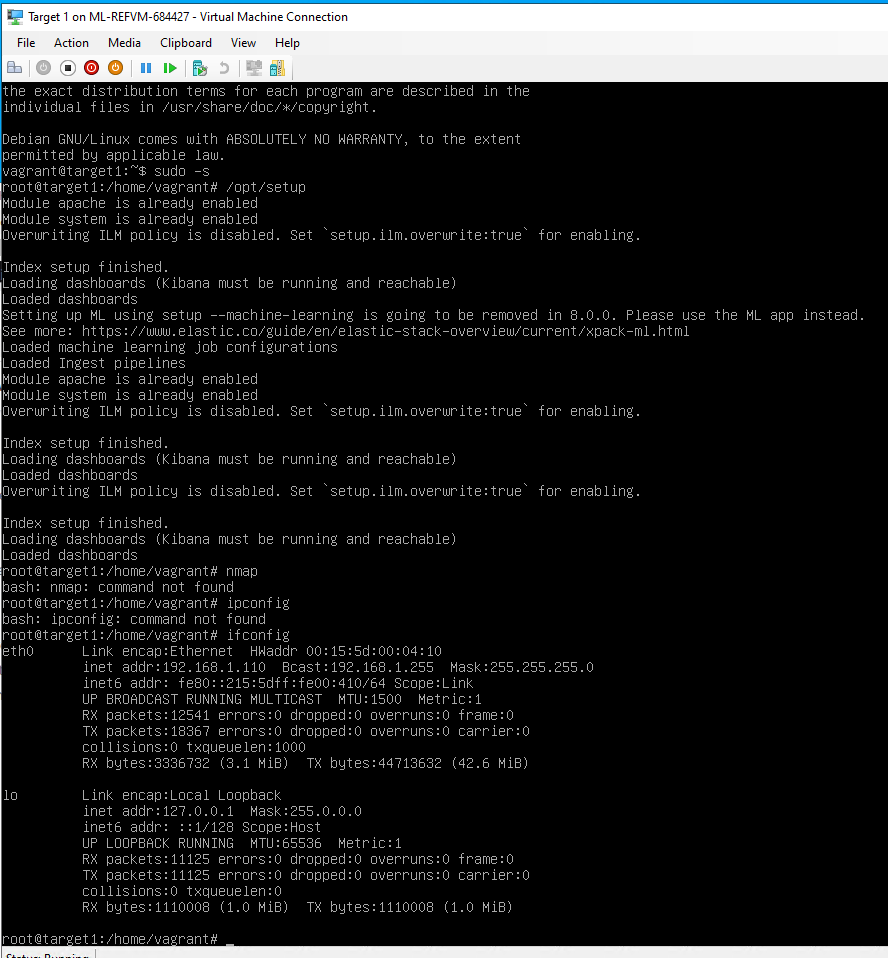 Target 1 on ML-REFVM-684427 - Virtual Machine Connection
File Action Media Clipboard View Help
the exact distribution terms for each program are described in the
individual files in /usr/share/doc/*/copyright.
Debian GNU/Linux comes with ABSOLUTELY NO WARRANTY, to the extent
permitted by applicable law.
vagrant@target1:~$ sudo -s
root@target1:/home/vagrant# /opt/setup
Module apache is already enabled
Module system is already enabled
Overwriting ILM policy is disabled. Set `setup.ilm.overwrite:true` for enabling.
Index setup finished.
Loading dashboards (Kibana must be running and reachable)
Loaded dashboards
Setting up ML using setup --machine-learning is going to be removed in 8.0.0. Please use the ML app instead.
See more: https://www.elastic.co/guide/en/elastic-stack-overview/current/xpack-ml.html
Loaded machine learning job configurations
Loaded Ingest pipelines
Module apache is already enabled
Module system is already enabled
Overwriting ILM policy is disabled. Set `setup.ilm.overwrite:true` for enabling.
Index setup finished.
Loading dashboards (Kibana must be running and reachable)
Loaded dashboards
Overwriting ILM policy is disabled. Set `setup.ilm.overwrite:true` for enabling.
Index setup finished.
Loading dashboards (Kibana must be running and reachable)
Loaded dashboards
root@target1:/home/vagrant# nmap
bash: nmap: command not found
root@target1:/home/vagrant# ipconfig
bash: ipconfig: command not found
root@target1:/home/vagrant# ifconfig
eth0 Link encap:Ethernet HWaddr 00:15:5d:00:04:10
inet addr:192.168.1.110 Bcast:192.168.1.255 Mask:255.255.255.0
inet6 addr: fe80::215:5dff:fe00:410/64 Scope:Link
UP BROADCAST RUNNING MULTICAST MTU:1500 Metric:1
RX packets:12541 errors:0 dropped:0 overruns:0 frame:0
TX packets:18367 errors:0 dropped:0 overruns:0 carrier:0
collisions:0 txqueuelen:1000
RX bytes:3336732 (3.1 MiB) TX bytes:44713632 (42.6 MiB)
lo Link encap:Local Loopback
inet addr:127.0.0.1 Mask:255.0.0.0
inet6 addr: ::1/128 Scope:Host
UP LOOPBACK RUNNING MTU:65536 Metric:1
RX packets:11125 errors:0 dropped:0 overruns:0 frame:0
TX packets:11125 errors:0 dropped:0 overruns:0 carrier:0
collisions:0 txqueuelen:0
RX bytes:1110008 (1.0 MiB) TX bytes:1110008 (1.0 MiB)
root@target1:/home/vagrant# _
Status: Running